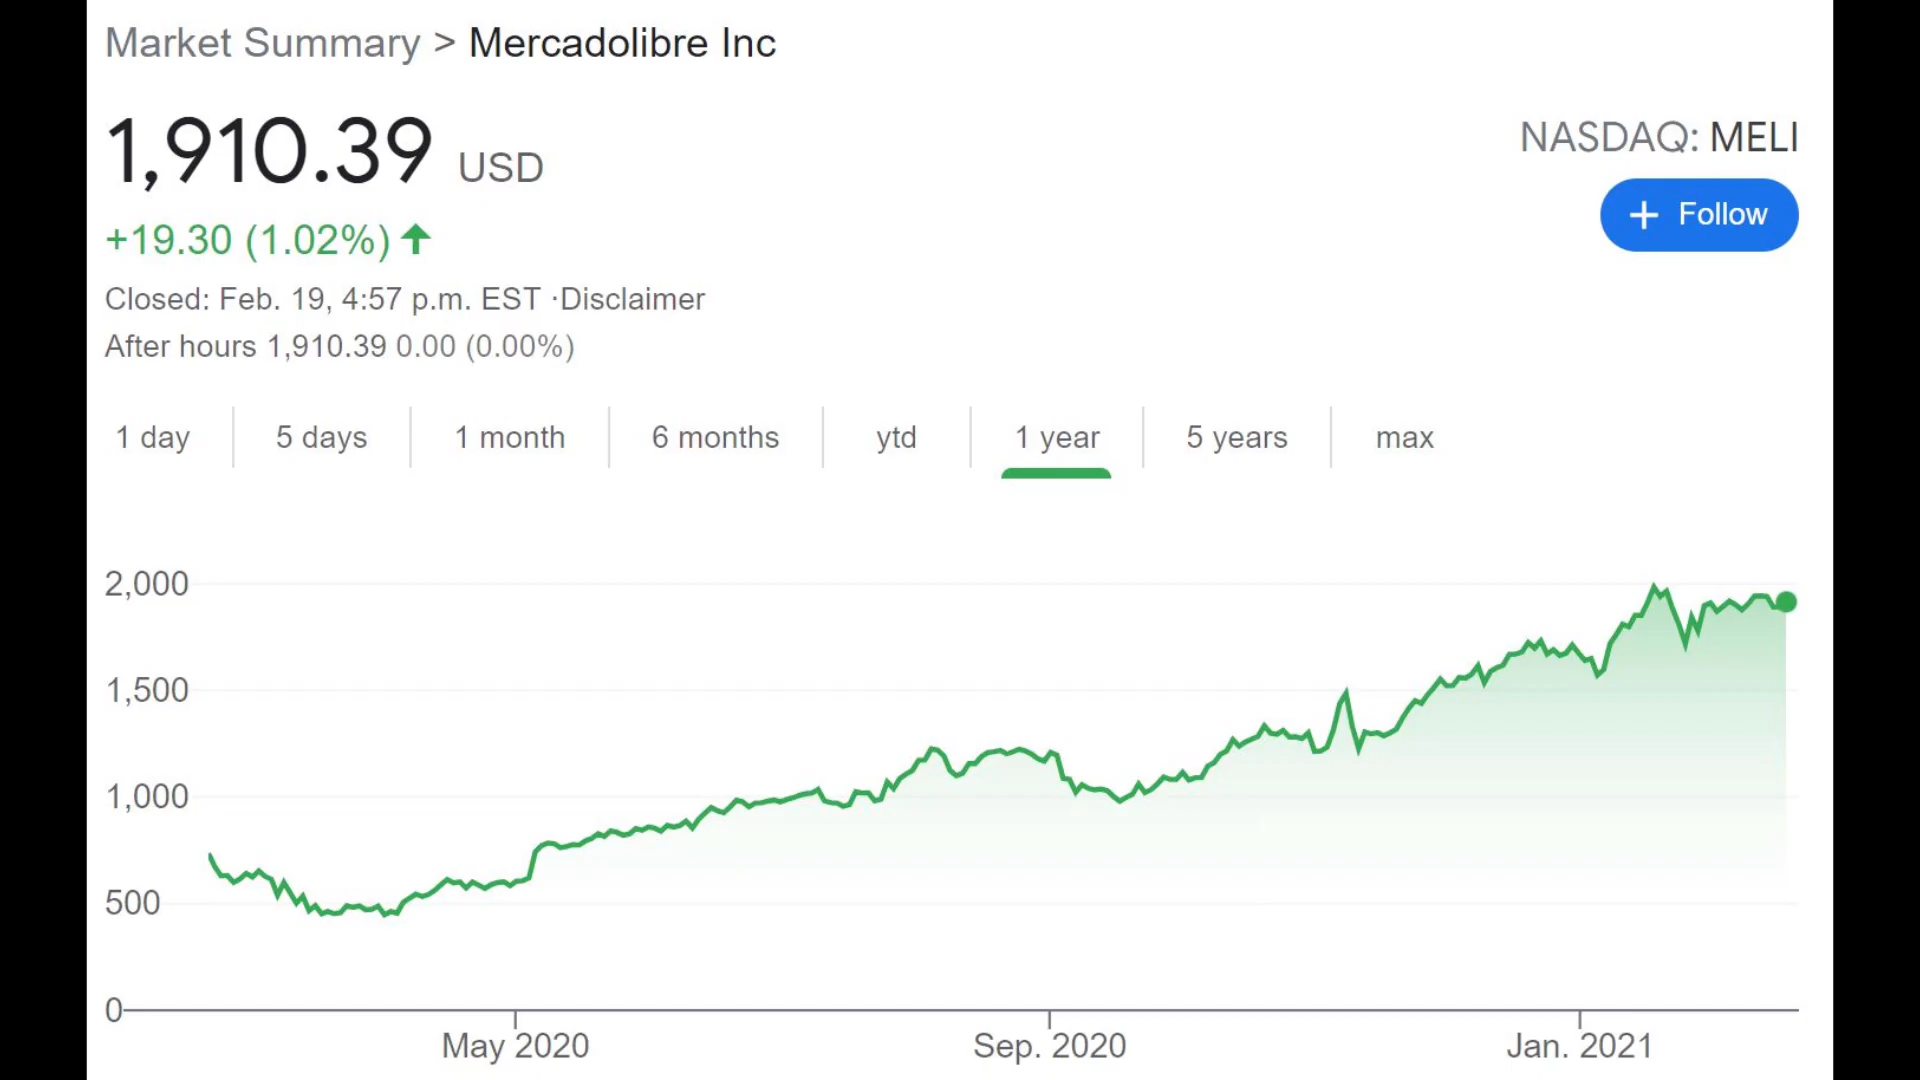 Market Summary > Mercadolibre Inc
1,910.39 USD
NASDAQ: MELI
+ Follow
+19.30 (1.02%)
Closed: Feb. 19, 4:57 p.m. EST ·Disclaimer
After hours 1,910.39 0.00 (0.00%)
1 day 5 days 1 month 6 months ytd 1 year 5 years max
2,000
1,500
1,000
500
0
May 2020 Sep. 2020 Jan. 2021